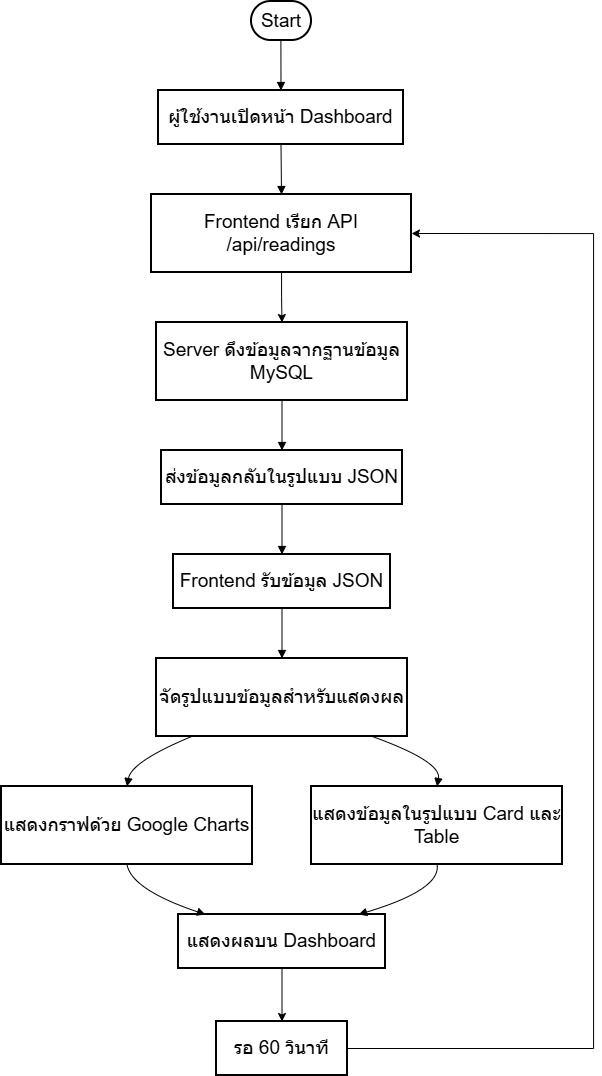 Start
ผู้ใช้งานเปิดหน้า Dashboard
Frontend เรียก API
/api/readings
Server ดึงข้อมูลจากฐานข้อมูล
MySQL
ส่งข้อมูลกลับในรูปแบบ JSON
Frontend รับข้อมูล JSON
จัดรูปแบบข้อมูลสำหรับแสดงผล
แสดงกราฟด้วย Google Charts
แสดงข้อมูลในรูปแบบ Card และ
Table
แสดงผลบน Dashboard
รอ 60 วินาที